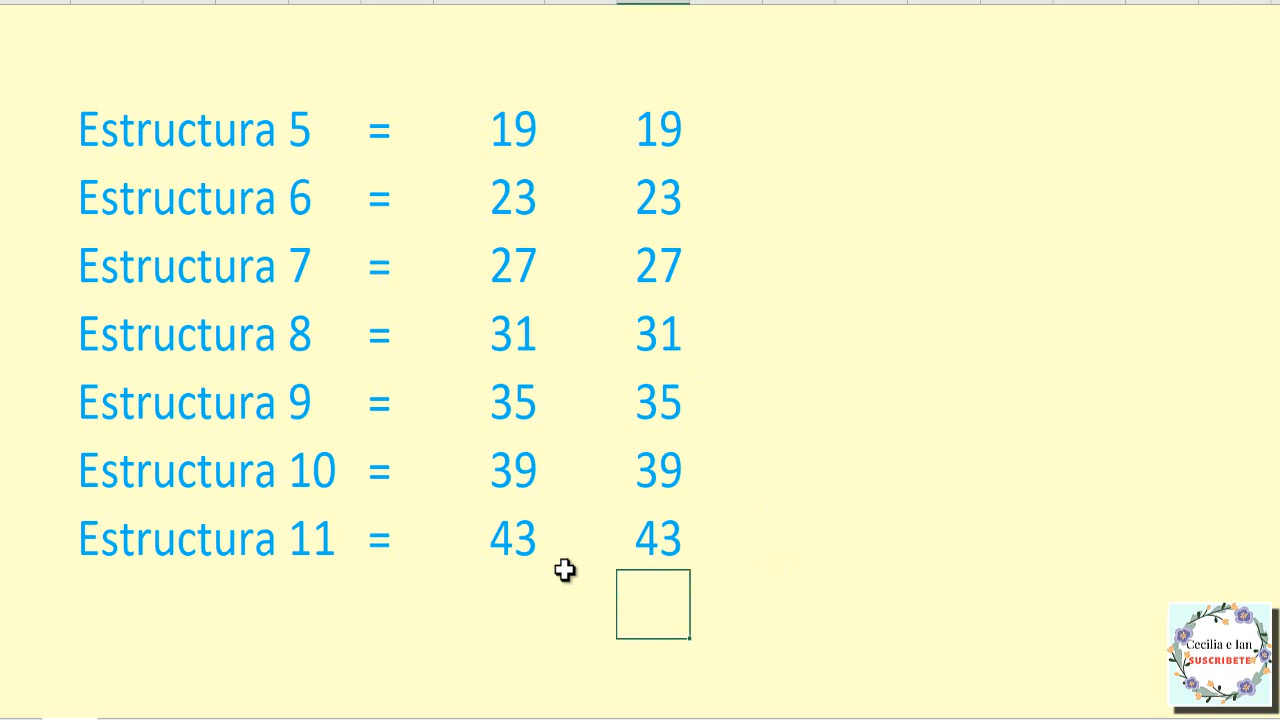 Estructura 5 = 19 19
Estructura 6 = 23 23
Estructura 7 = 27 27
Estructura 8 = 31 31
Estructura 9 = 35 35
Estructura 10 = 39 39
Estructura 11 = 43 43
Cecilia e Ian
SUSCRIBETE